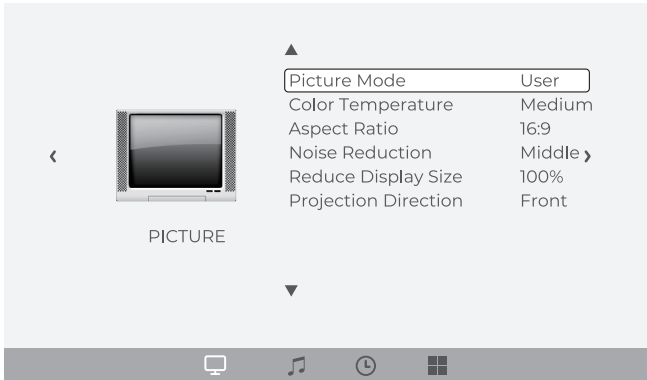 Picture Mode User
Color Temperature Medium
Aspect Ratio 16:9
Noise Reduction Middle
Reduce Display Size 100%
Projection Direction Front
PICTURE